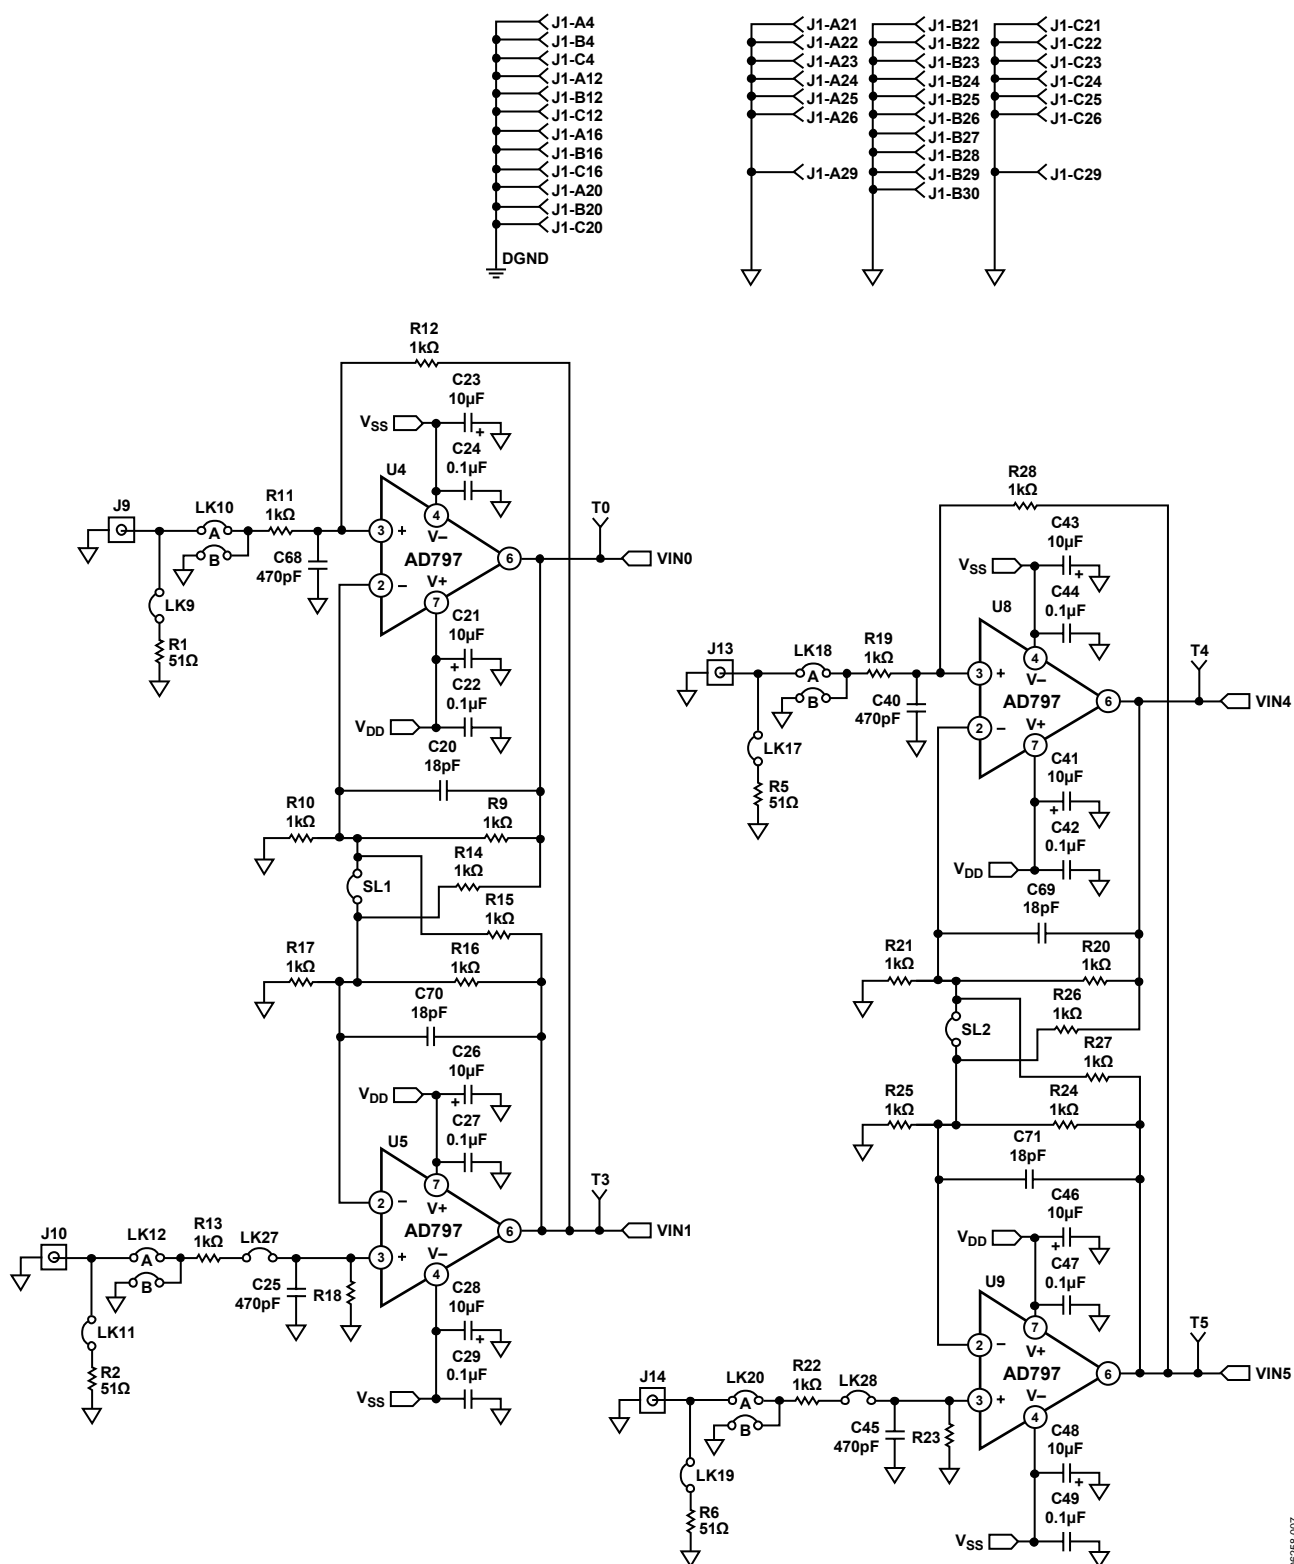 J1-A4
J1-B4
J1-C4
J1-A12
J1-B12
J1-C12
J1-A16
J1-B16
J1-C16
J1-A20
J1-B20
J1-C20
DGND
J1-A21
J1-A22
J1-A23
J1-A24
J1-A25
J1-A26
J1-A29
J1-B21
J1-B22
J1-B23
J1-B24
J1-B25
J1-B26
J1-B27
J1-B28
J1-B29
J1-B30
J1-C21
J1-C22
J1-C23
J1-C24
J1-C25
J1-C26
J1-C29
R12
1kΩ
C23
10µF
+
VSS
C24
0.1µF
U4
J9
LK10
A
B
R11
1kΩ
C68
470pF
3
+
4
V–
AD797
6
2
–
V+
7
T0
VIN0
LK9
R1
51Ω
C21
10µF
+
C22
0.1µF
VDD
C20
18pF
R10
1kΩ
R9
1kΩ
R14
1kΩ
SL1
R15
1kΩ
R17
1kΩ
R16
1kΩ
C70
18pF
C26
10µF
+
VDD
C27
0.1µF
U5
7
V+
2
–
AD797
6
3
+
V–
4
T3
VIN1
J10
LK12
A
B
R13
1kΩ
LK27
C25
470pF
R18
LK11
R2
51Ω
C28
10µF
+
C29
0.1µF
VSS
R28
1kΩ
C43
10µF
+
VSS
C44
0.1µF
U8
J13
LK18
A
B
R19
1kΩ
C40
470pF
3
+
4
V–
AD797
6
2
–
V+
7
T4
VIN4
LK17
R5
51Ω
C41
10µF
+
C42
0.1µF
VDD
C69
18pF
R21
1kΩ
R20
1kΩ
R26
1kΩ
SL2
R27
1kΩ
R25
1kΩ
R24
1kΩ
C71
18pF
C46
10µF
+
VDD
C47
0.1µF
U9
7
V+
2
–
AD797
6
3
+
V–
4
T5
VIN5
J14
LK20
A
B
R22
1kΩ
LK28
C45
470pF
R23
LK19
R6
51Ω
C48
10µF
+
C49
0.1µF
VSS